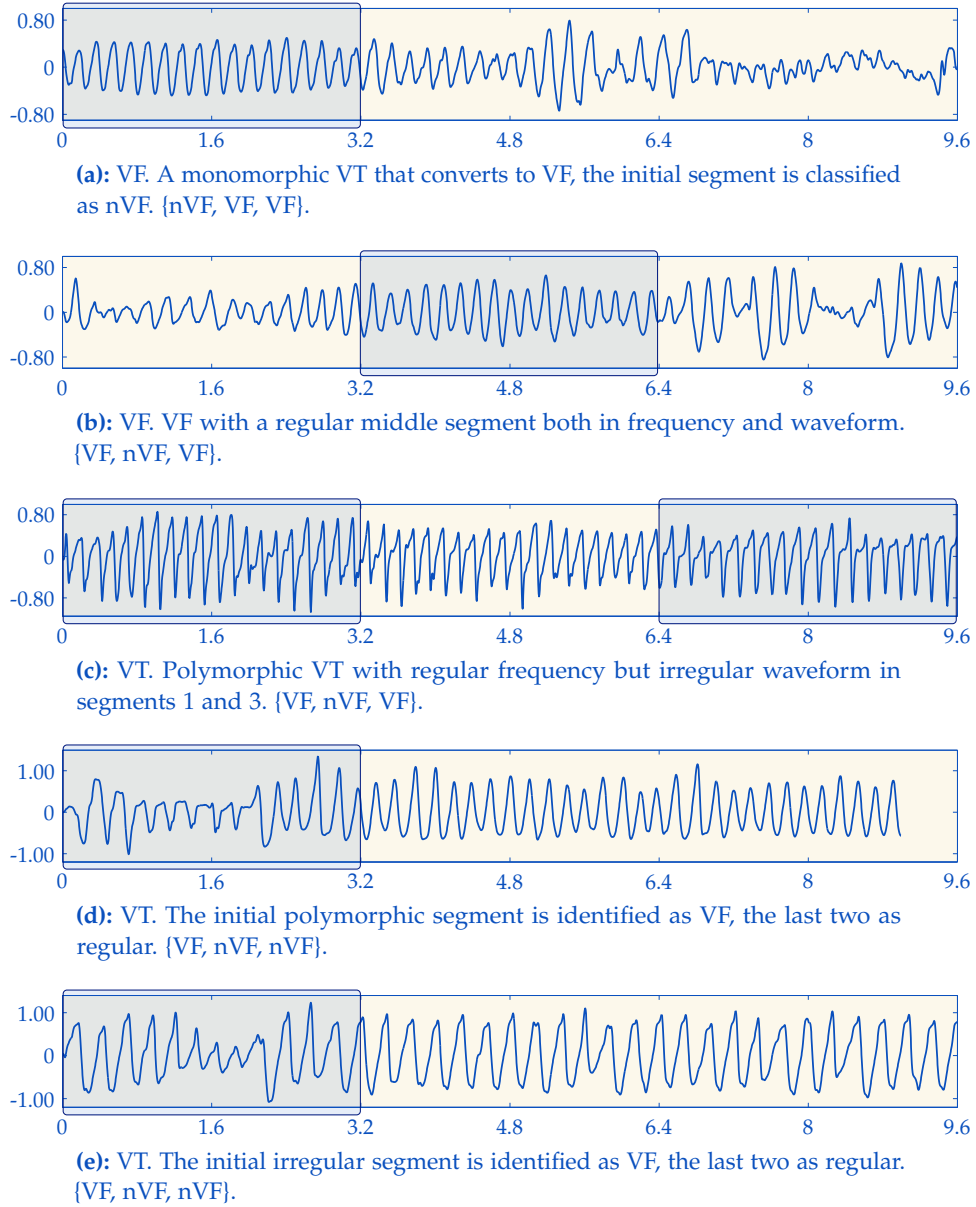 0.80
0
-0.80
0 1.6 3.2 4.8 6.4 8 9.6
(a): VF. A monomorphic VT that converts to VF, the initial segment is classified
as nVF. {nVF, VF, VF}.
0.80
0
-0.80
0 1.6 3.2 4.8 6.4 8 9.6
(b): VF. VF with a regular middle segment both in frequency and waveform.
{VF, nVF, VF}.
0.80
0
-0.80
0 1.6 3.2 4.8 6.4 8 9.6
(c): VT. Polymorphic VT with regular frequency but irregular waveform in
segments 1 and 3. {VF, nVF, VF}.
1.00
0
-1.00
0 1.6 3.2 4.8 6.4 8 9.6
(d): VT. The initial polymorphic segment is identified as VF, the last two as
regular. {VF, nVF, nVF}.
1.00
0
-1.00
0 1.6 3.2 4.8 6.4 8 9.6
(e): VT. The initial irregular segment is identified as VF, the last two as regular.
{VF, nVF, nVF}.